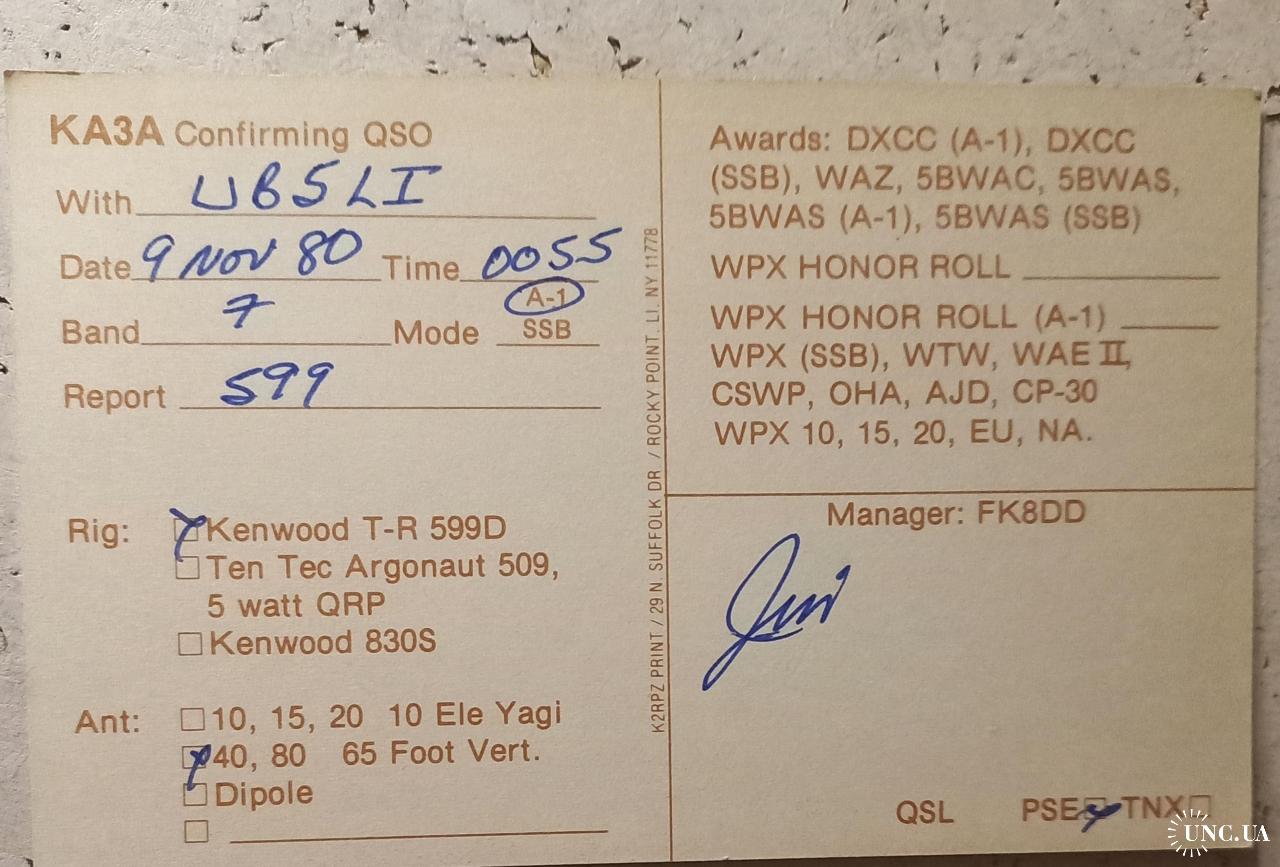 KA3A Confirming QSO
With UB5LI
Date 9 NOV 80 Time 0055
Band 7 Mode A-1
SSB
Report 599
Rig: Kenwood T-R 599D
Ten Tec Argonaut 509,
5 watt QRP
Kenwood 830S
Ant: 10, 15, 20 10 Ele Yagi
40, 80 65 Foot Vert.
Dipole
K2RPZ PRINT / 29 N. SUFFOLK DR / ROCKY POINT. LI. NY 11778
Awards: DXCC (A-1), DXCC
(SSB), WAZ, 5BWAC, 5BWAS,
5BWAS (A-1), 5BWAS (SSB)
WPX HONOR ROLL
WPX HONOR ROLL (A-1)
WPX (SSB), WTW, WAE II,
CSWP, OHA, AJD, CP-30
WPX 10, 15, 20, EU, NA.
Manager: FK8DD
Jim
QSL PSE TNX
UNC.UA